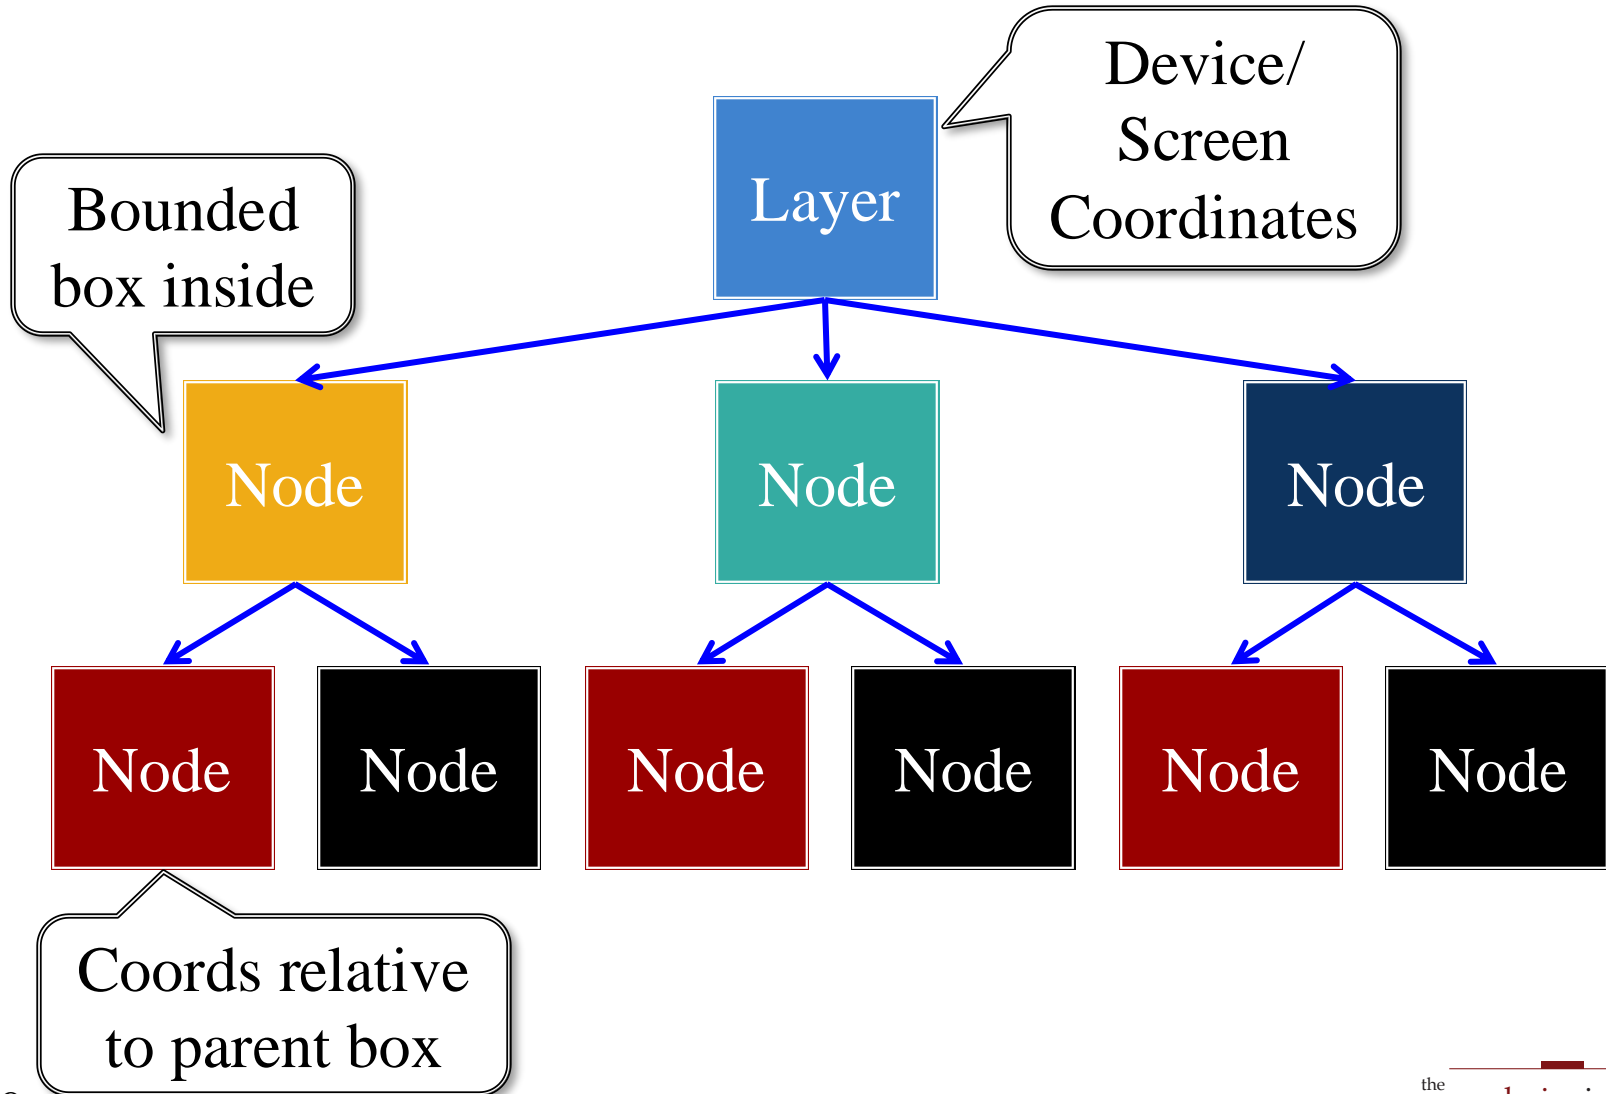 Device/
Screen
Coordinates
Layer
Bounded
box inside
Node
Node
Node
Node
Node
Node
Node
Node
Node
Coords relative
to parent box
the